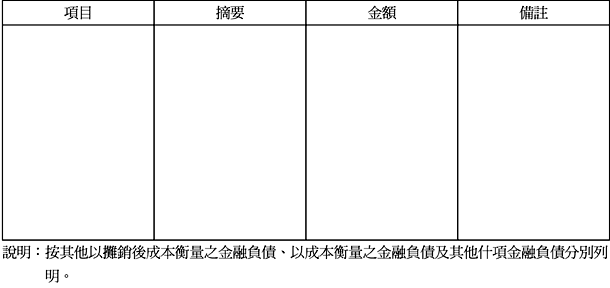 項目 摘要 金額 備註
說明：按其他以攤銷後成本衡量之金融負債、以成本衡量之金融負債及其他什項金融負債分別列
明。